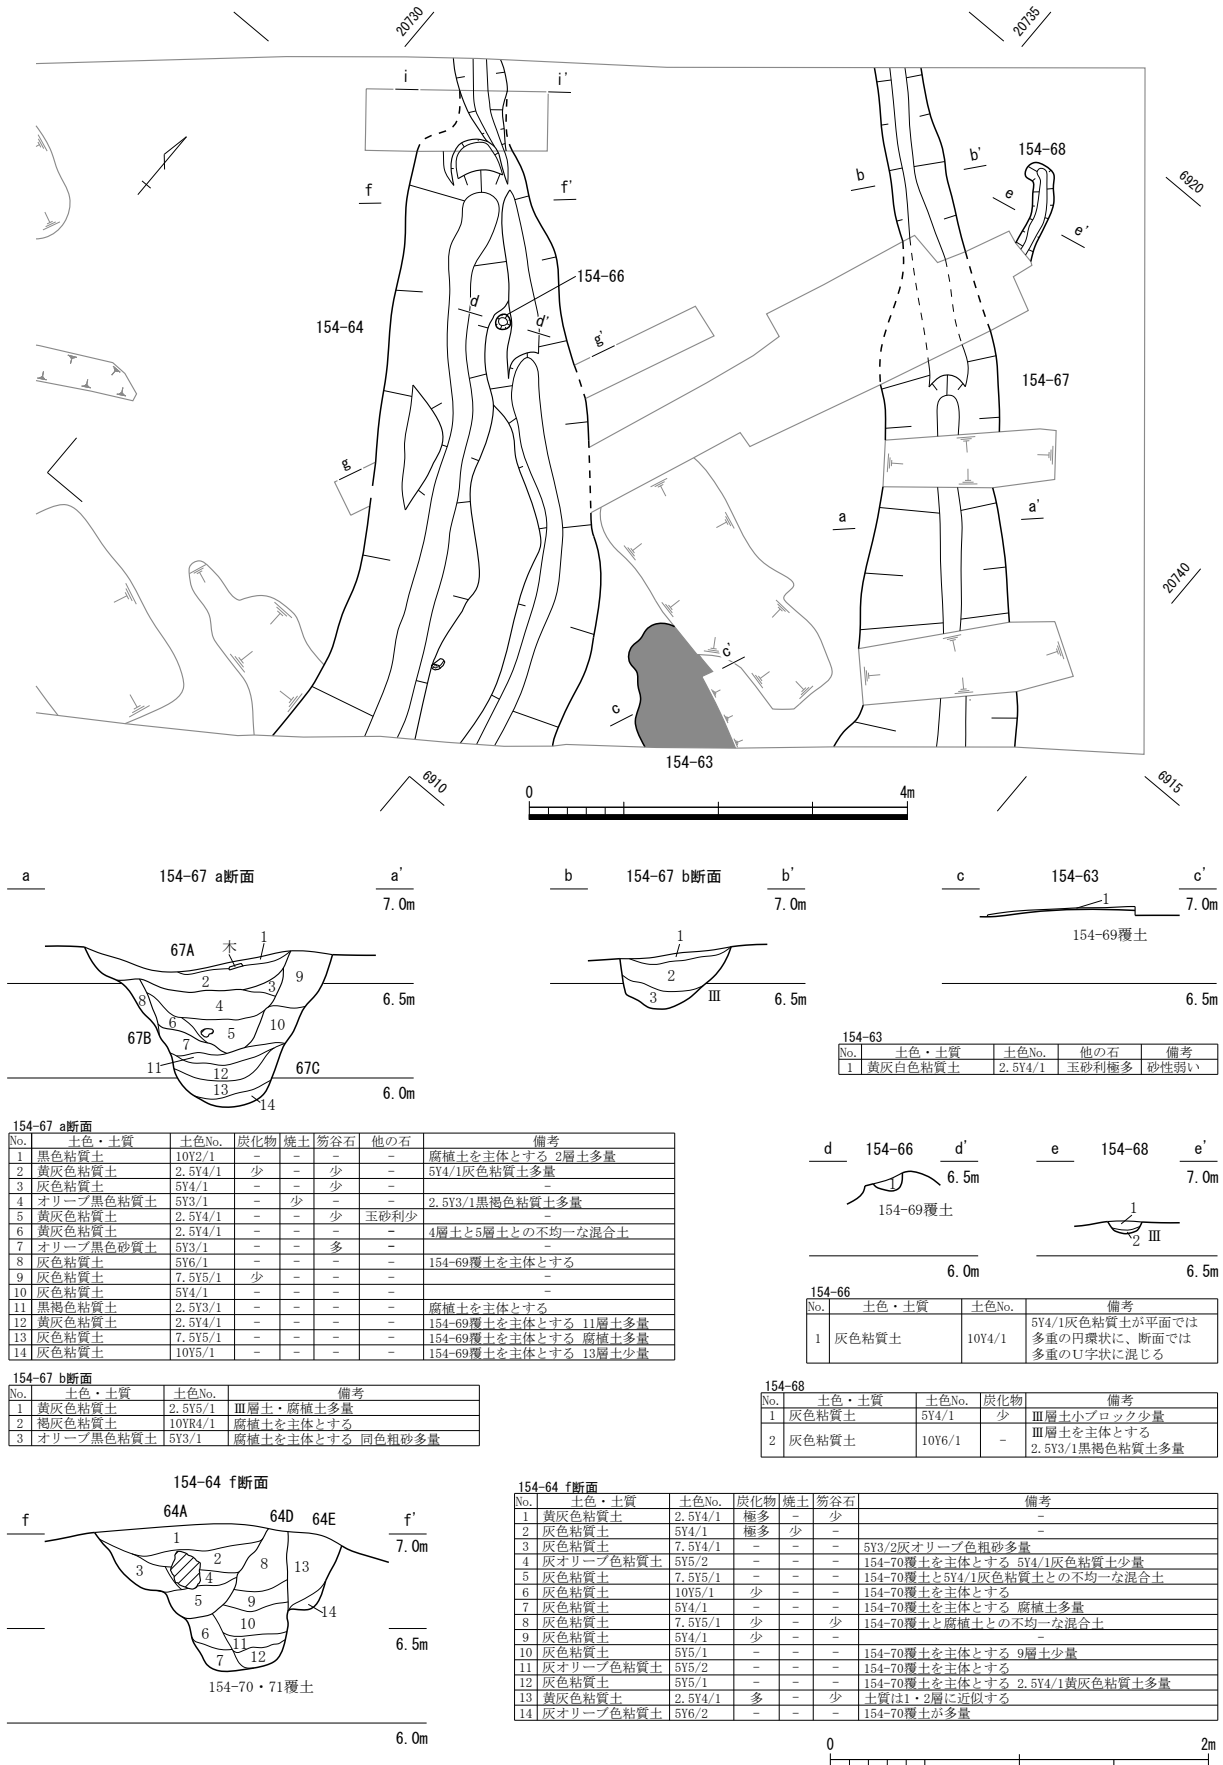 20730
20735
i
i'
b'
154-68
6920
b
f
f'
e
e'
154-66
d
d'
154-64
g'
154-67
g
a
a'
20740
c'
c
154-63
6910
6915
0 4m
a 154-67 a断面 a'
7.0m
67A 木 1
2 3 9
6.5m
8 4
6 5 10
67B 7
11 12 67C
13 6.0m
14
b 154-67 b断面 b'
7.0m
1
2
3 Ⅲ 6.5m
c 154-63 c'
1 7.0m
154-69覆土
6.5m
154-63
No. 土色・土質 土色No. 他の石 備考
1 黄灰白色粘質土 2.5Y4/1 玉砂利極多 砂性弱い
154-67 a断面
No. 土色・土質 土色No. 炭化物 焼土 笏谷石 他の石 備考
1 黒色粘質土 10Y2/1 - - - - 腐植土を主体とする 2層土多量
2 黄灰色粘質土 2.5Y4/1 少 - 少 - 5Y4/1灰色粘質土多量
3 灰色粘質土 5Y4/1 - - 少 - -
4 オリーブ黒色粘質土 5Y3/1 - 少 - - 2.5Y3/1黒褐色粘質土多量
5 黄灰色粘質土 2.5Y4/1 - - 少 玉砂利少 -
6 黄灰色粘質土 2.5Y4/1 - - - - 4層土と5層土との不均一な混合土
7 オリーブ黒色砂質土 5Y3/1 - - 多 - -
8 灰色粘質土 5Y6/1 - - - - 154-69覆土を主体とする
9 灰色粘質土 7.5Y5/1 少 - - - -
10 灰色粘質土 5Y4/1 - - - - -
11 黒褐色粘質土 2.5Y3/1 - - - - 腐植土を主体とする
12 黄灰色粘質土 2.5Y4/1 - - - - 154-69覆土を主体とする 11層土多量
13 灰色粘質土 7.5Y5/1 - - - - 154-69覆土を主体とする 腐植土多量
14 灰色粘質土 10Y5/1 - - - - 154-69覆土を主体とする 13層土少量
d 154-66 d'
1 6.5m
154-69覆土
6.0m
e 154-68 e'
7.0m
1
2 Ⅲ
6.5m
154-66
No. 土色・土質 土色No. 備考
1 灰色粘質土 10Y4/1 5Y4/1灰色粘質土が平面では
多重の円環状に、断面では
多重のU字状に混じる
154-67 b断面
No. 土色・土質 土色No. 備考
1 黄灰色粘質土 2.5Y5/1 Ⅲ層土・腐植土多量
2 褐灰色粘質土 10YR4/1 腐植土を主体とする
3 オリーブ黒色粘質土 5Y3/1 腐植土を主体とする 同色粗砂多量
154-68
No. 土色・土質 土色No. 炭化物 備考
1 灰色粘質土 5Y4/1 少 Ⅲ層土小ブロック少量
2 灰色粘質土 10Y6/1 - Ⅲ層土を主体とする
2.5Y3/1黒褐色粘質土多量
154-64 f断面
64A 64D 64E
f f'
7.0m
1
3 2 8 13
4
5 9 14
6 10 6.5m
11
7 12
154-70・71覆土
6.0m
154-64 f断面
No. 土色・土質 土色No. 炭化物 焼土 笏谷石 備考
1 黄灰色粘質土 2.5Y4/1 極多 - 少 -
2 灰色粘質土 5Y4/1 極多 少 - -
3 灰色粘質土 7.5Y4/1 - - - 5Y3/2灰オリーブ色粗砂多量
4 灰オリーブ色粘質土 5Y5/2 - - - 154-70覆土を主体とする 5Y4/1灰色粘質土少量
5 灰色粘質土 7.5Y5/1 - - - 154-70覆土と5Y4/1灰色粘質土との不均一な混合土
6 灰色粘質土 10Y5/1 少 - - 154-70覆土を主体とする
7 灰色粘質土 5Y4/1 - - - 154-70覆土を主体とする 腐植土多量
8 灰色粘質土 7.5Y5/1 少 - 少 154-70覆土と腐植土との不均一な混合土
9 灰色粘質土 5Y4/1 少 - - -
10 灰色粘質土 5Y5/1 - - - 154-70覆土を主体とする 9層土少量
11 灰オリーブ色粘質土 5Y5/2 - - - 154-70覆土を主体とする
12 灰色粘質土 5Y5/1 - - - 154-70覆土を主体とする 2.5Y4/1黄灰色粘質土多量
13 黄灰色粘質土 2.5Y4/1 多 - 少 土質は1・2層に近似する
14 灰オリーブ色粘質土 5Y6/2 - - - 154-70覆土が多量
0 2m